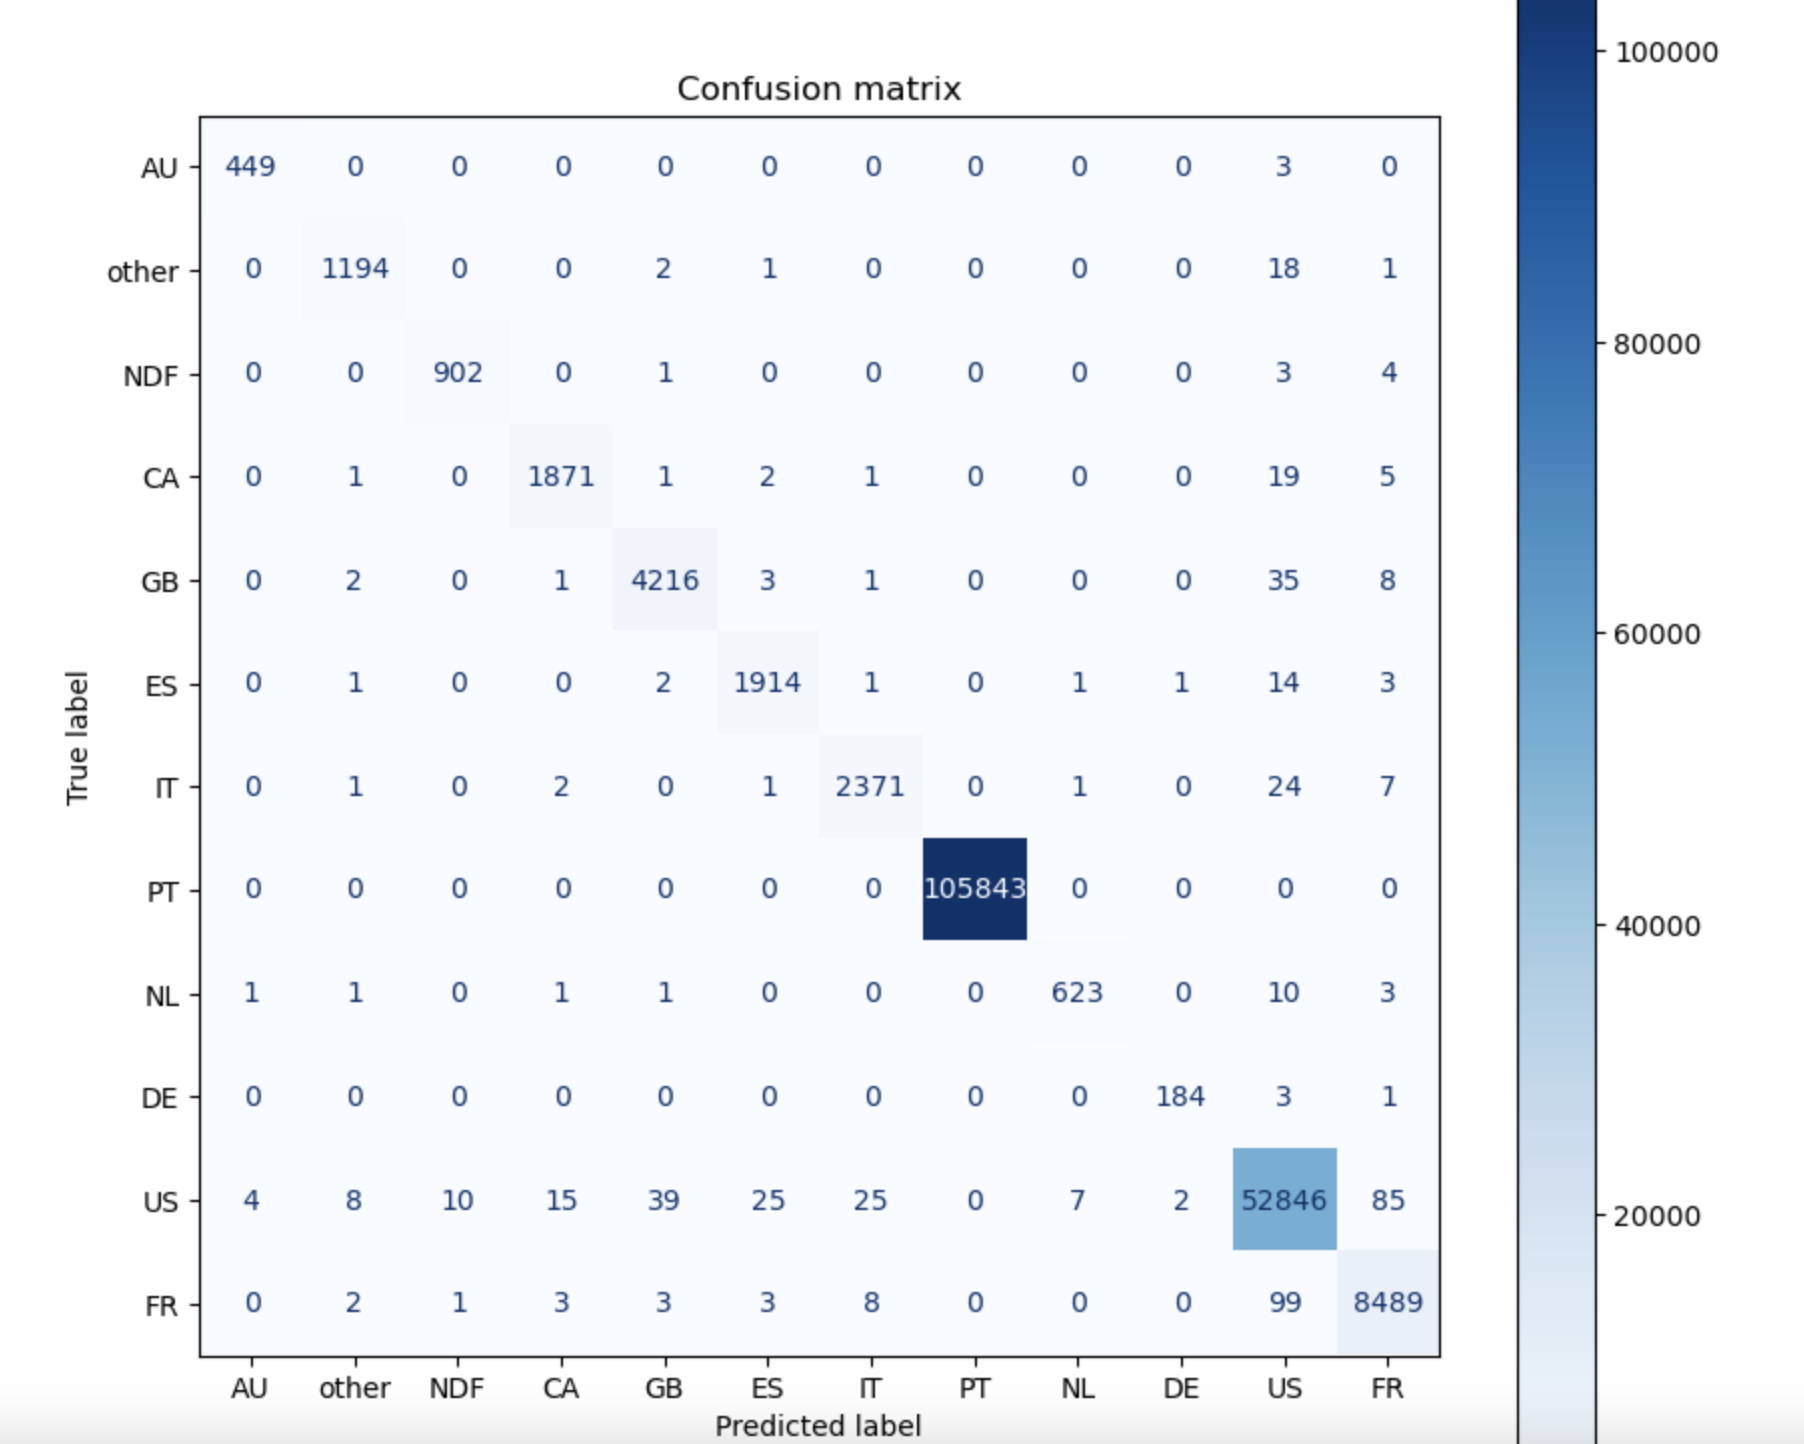 100000
Confusion matrix
AU 449 0 0 0 0 0 0 0 0 0 3 0
other 0 1194 0 0 2 1 0 0 0 0 18 1
80000
NDF 0 0 902 0 1 0 0 0 0 0 3 4
CA 0 1 0 1871 1 2 1 0 0 0 19 5
GB 0 2 0 1 4216 3 1 0 0 0 35 8
60000
ES 0 1 0 0 2 1914 1 0 1 1 14 3
True label
IT 0 1 0 2 0 1 2371 0 1 0 24 7
PT 0 0 0 0 0 0 0 105843 0 0 0 0
40000
NL 1 1 0 1 1 0 0 0 623 0 10 3
DE 0 0 0 0 0 0 0 0 0 184 3 1
US 4 8 10 15 39 25 25 0 7 2 52846 85
20000
FR 0 2 1 3 3 3 8 0 0 0 99 8489
AU other NDF CA GB ES IT PT NL DE US FR
Predicted label